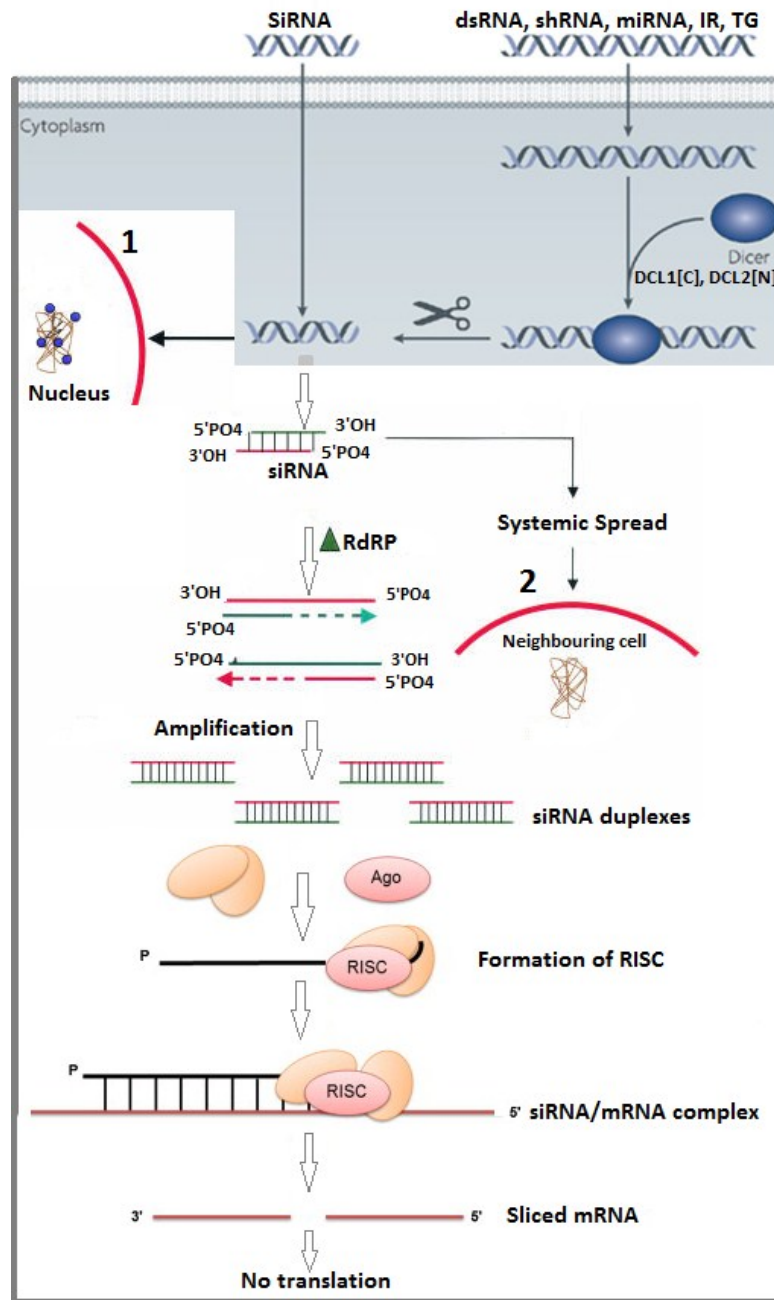 SiRNA
dsRNA, shRNA, miRNA, IR, TG
Cytoplasm
Dicer
DCL1[C], DCL2[N]
1
Nucleus
5'PO4
3'OH
3'OH
5'PO4
siRNA
Systemic Spread
RdRP
2
3'OH
5'PO4
5'PO4
Neighbouring cell
5'PO4
3'OH
5'PO4
Amplification
siRNA duplexes
Ago
P
RISC
Formation of RISC
P
RISC
5'
siRNA/mRNA complex
3'
5'
Sliced mRNA
No translation